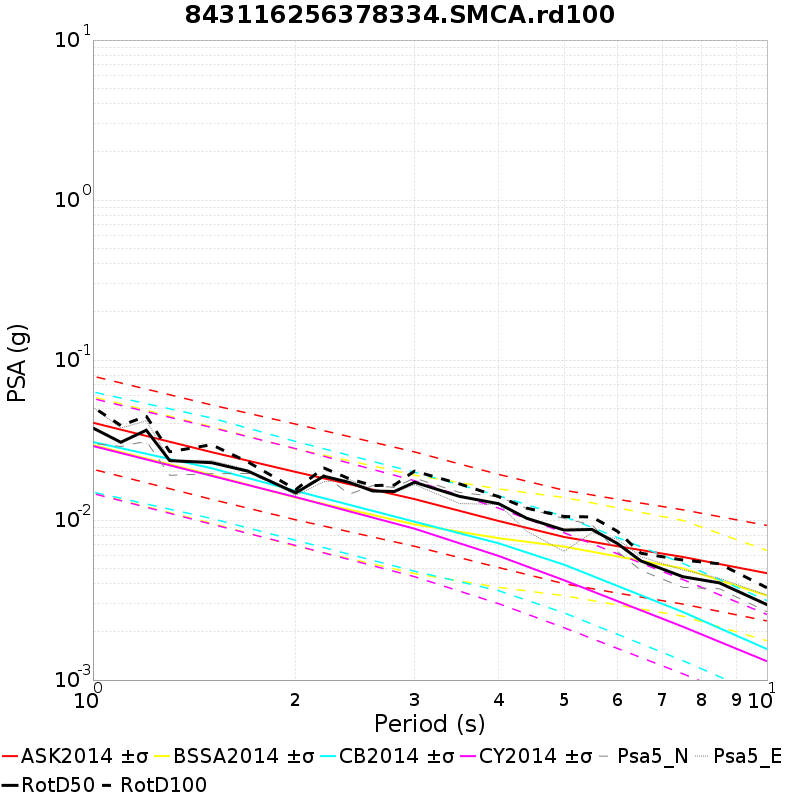 843116256378334.SMCA.rd100
10^1
10^0
10^-1
10^-2
10^-3
PSA (g)
10^0 2 3 4 5 6 7 8 9 10^1
Period (s)
ASK2014 ±σ BSSA2014 ±σ CB2014 ±σ CY2014 ±σ Psa5_N Psa5_E
RotD50 RotD100